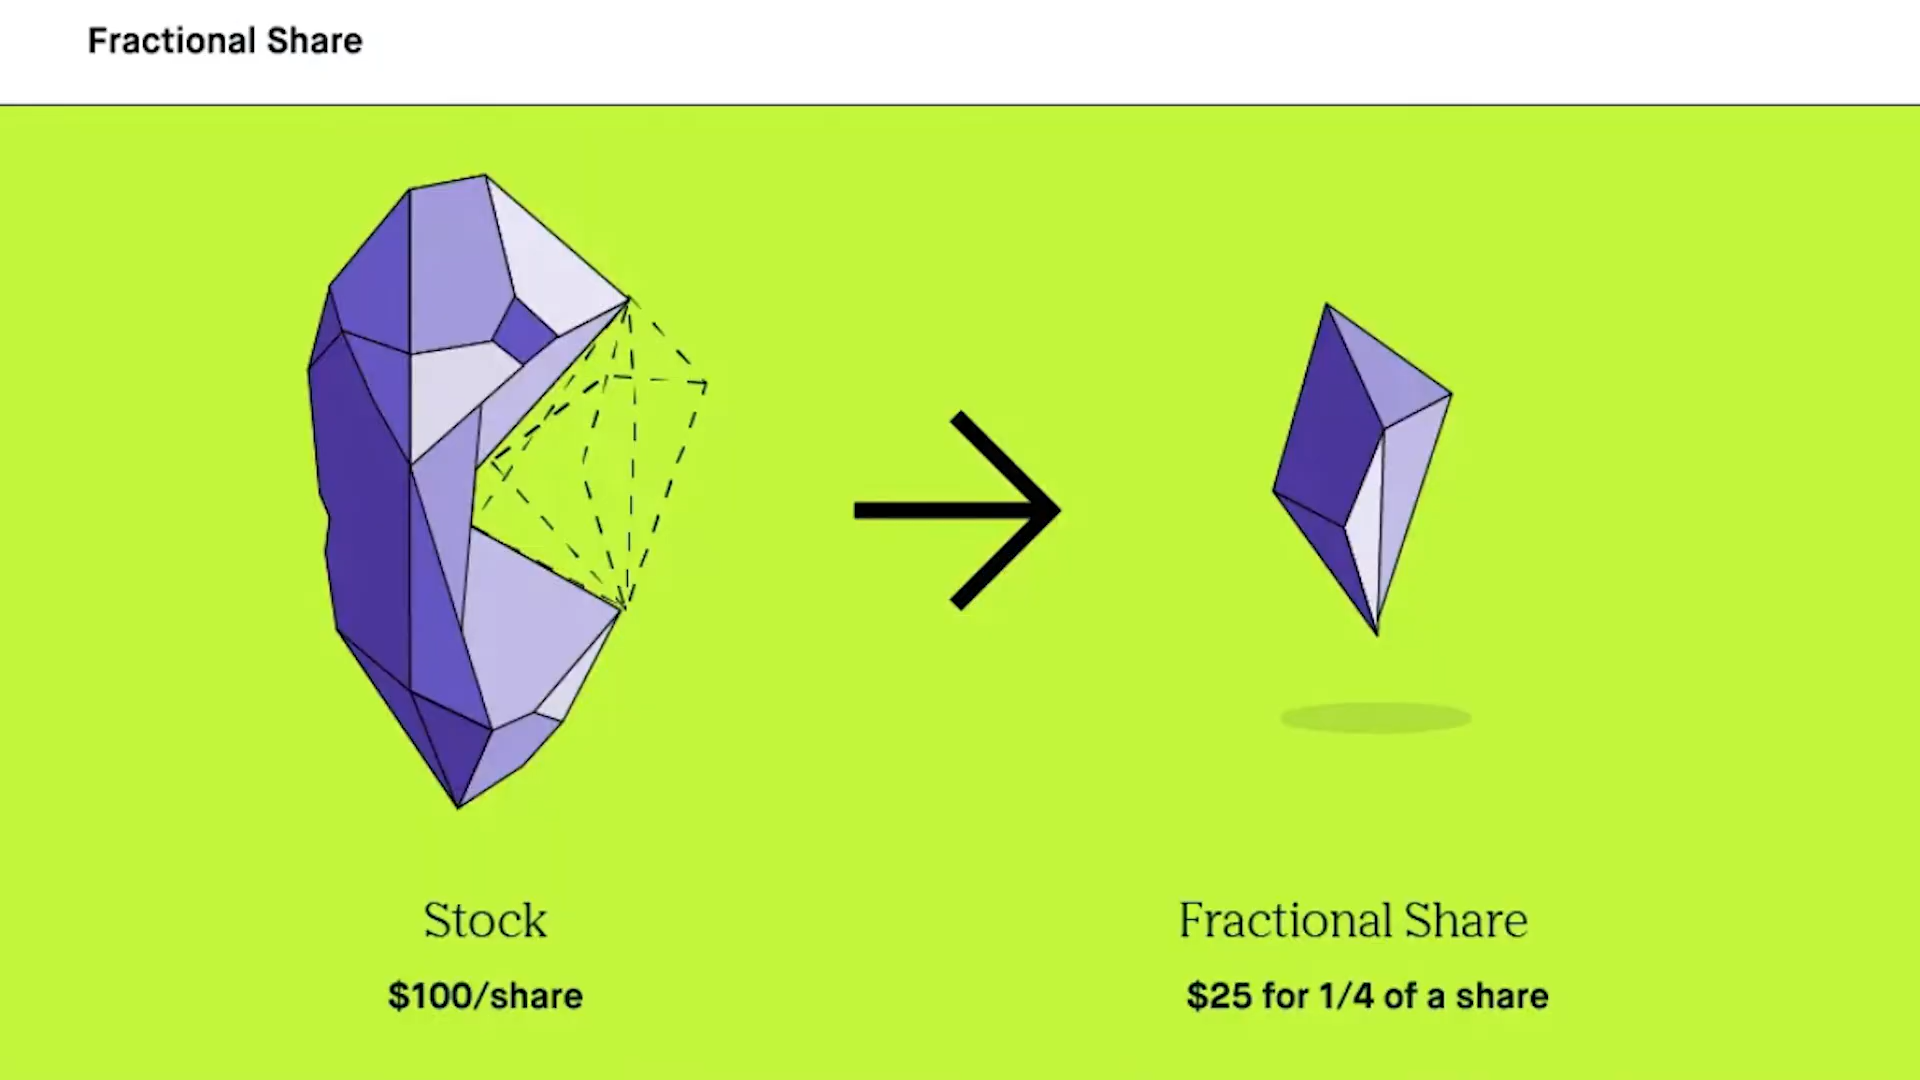 Fractional Share
Stock
$100/share
Fractional Share
$25 for 1/4 of a share